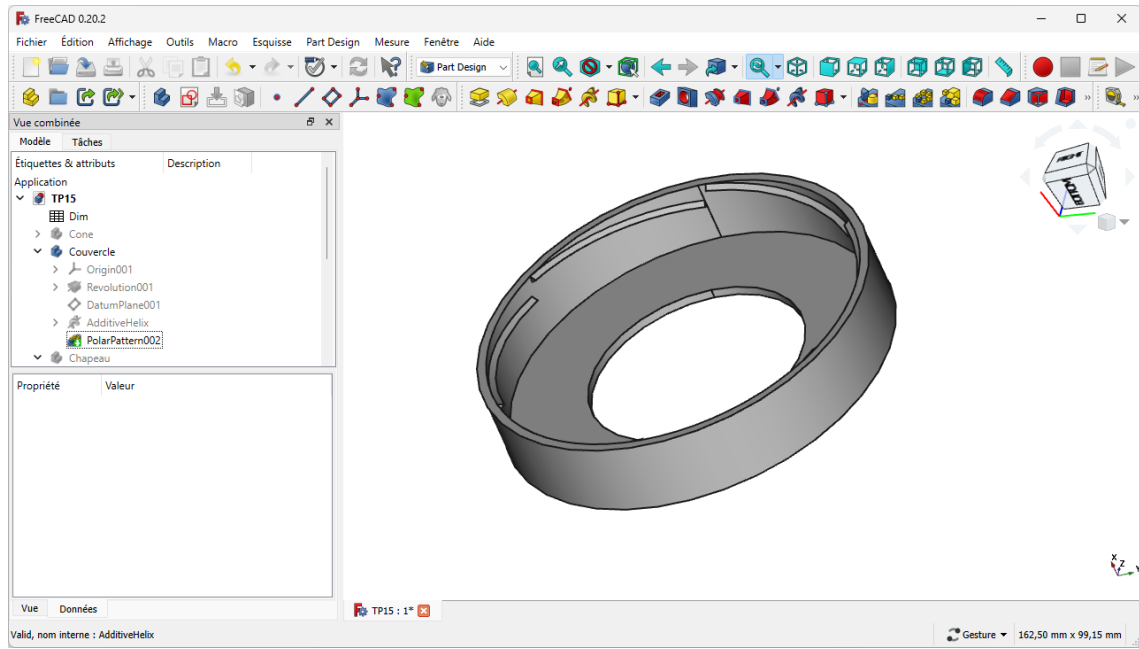 FreeCAD 0.20.2
Fichier Édition Affichage Outils Macro Esquisse Part Design Mesure Fenêtre Aide
Part Design
Vue combinée
Modèle Tâches
Étiquettes & attributs Description
Application
TP15
Dim
Cone
Couvercle
Origin001
Revolution001
DatumPlane001
AdditiveHelix
PolarPattern002
Chapeau
Propriété Valeur
BOTTOM
X
Z
Y
Vue Données
TP15 : 1*
Valid, nom interne : AdditiveHelix
Gesture
162,50 mm x 99,15 mm